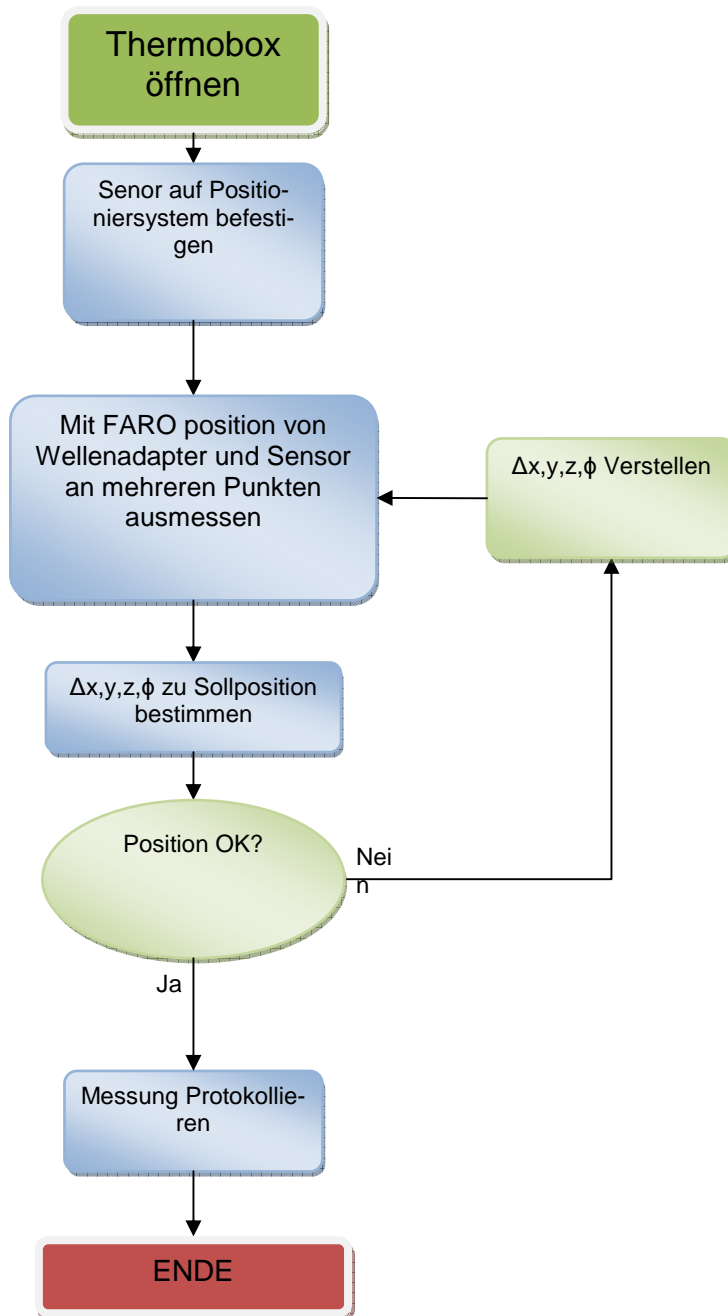 Thermobox
öffnen
Senor auf Positio-
niersystem befesti-
gen
Mit FARO position von
Wellenadapter und Sensor
an mehreren Punkten
ausmessen
Δx,y,z,ϕ Verstellen
Δx,y,z,ϕ zu Sollposition
bestimmen
Position OK?
Nei
n
Ja
Messung Protokollie-
ren
ENDE